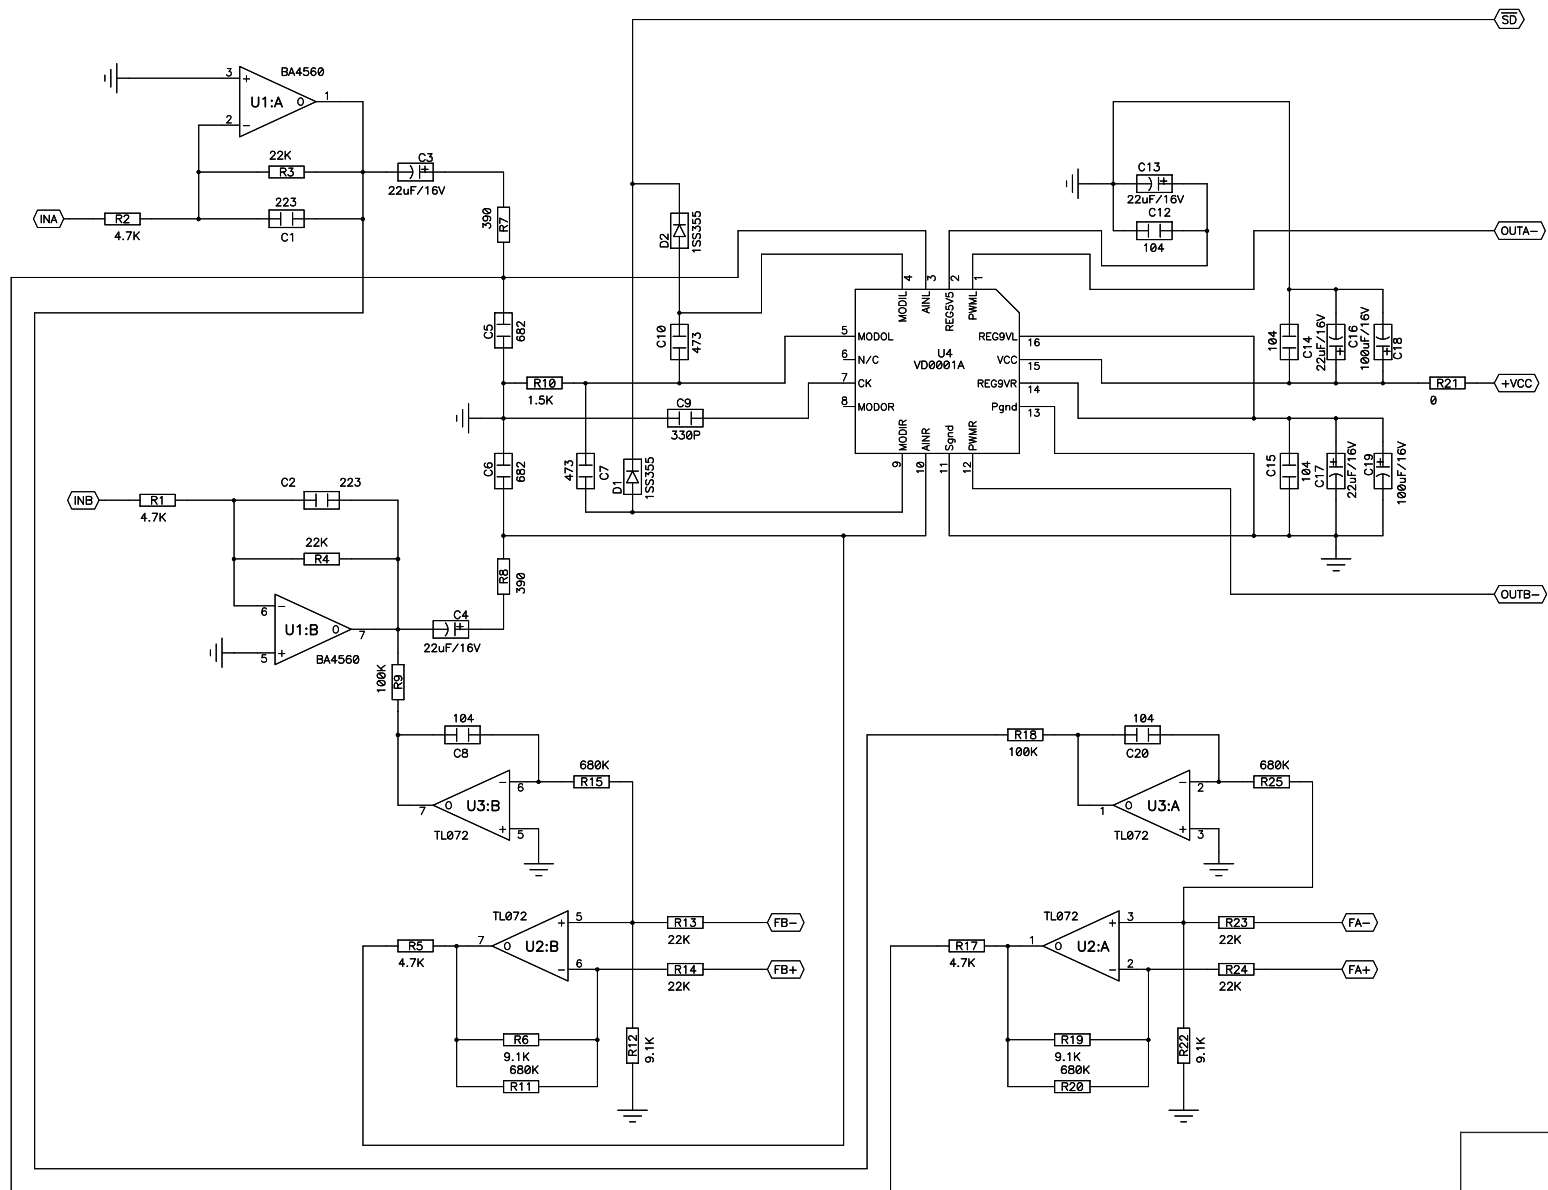 SD
3
BA4560
+
U1:A
O
1
2
-
22K
R3
C3
+
22uF/16V
INA
R2
4.7K
223
C1
390
R7
D2
1SS355
C13
+
22uF/16V
C12
104
OUTA-
4
3
2
1
MODIL
AINL
REG5V5
PWML
C5
682
C10
473
5
MODOL
6
N/C
7
CK
8
MODOR
U4
VD0001A
REG9VL
16
VCC
15
REG9VR
14
Pgnd
13
MODIR
AINR
Sgnd
PWMR
9
10
11
12
104
C14
22uF/16V
+
C16
100uF/16V
+
C18
R21
0
+VCC
R10
1.5K
C9
330P
C6
682
473
C7
D1
1SS355
C15
104
C17
+
22uF/16V
C19
+
100uF/16V
INB
R1
4.7K
C2
223
22K
R4
R8
390
OUTB-
6
-
U1:B
O
7
+
5
BA4560
C4
+
22uF/16V
100K
R9
104
C8
680K
R15
-
6
U3:B
O
7
+
5
TL072
R18
100K
104
C20
680K
R25
-
2
U3:A
O
1
+
3
TL072
TL072
+
5
R13
22K
FB-
R5
4.7K
7
O
U2:B
-
6
R14
22K
FB+
R6
9.1K
680K
R11
R12
9.1K
TL072
+
3
R23
22K
FA-
R17
4.7K
1
O
U2:A
-
2
R24
22K
FA+
R19
9.1K
680K
R20
R22
9.1K